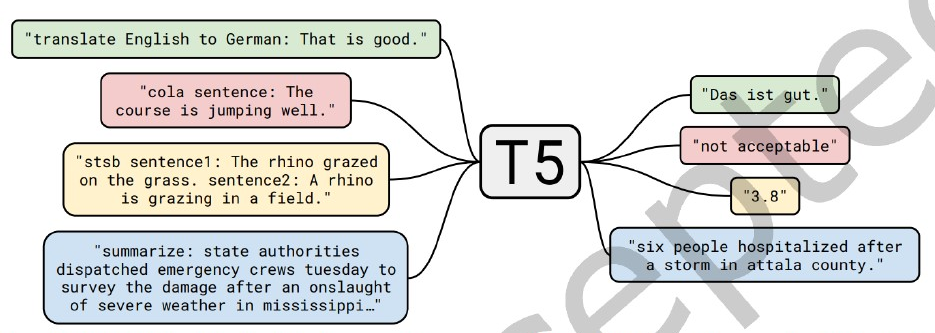 "translate English to German: That is good."
"cola sentence: The
course is jumping well."
"stsb sentence1: The rhino grazed
on the grass. sentence2: A rhino
is grazing in a field."
"summarize: state authorities
dispatched emergency crews tuesday to
survey the damage after an onslaught
of severe weather in mississippi…"
T5
"Das ist gut."
"not acceptable"
"3.8"
"six people hospitalized after
a storm in attala county."